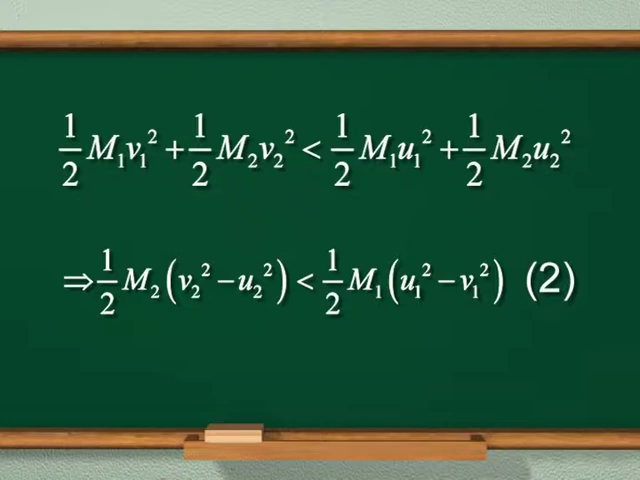 ½ M₁v₁² + ½ M₂v₂² < ½ M₁u₁² + ½ M₂u₂²
⇒ ½ M₂(v₂² − u₂²) < ½ M₁(u₁² − v₁²) (2)